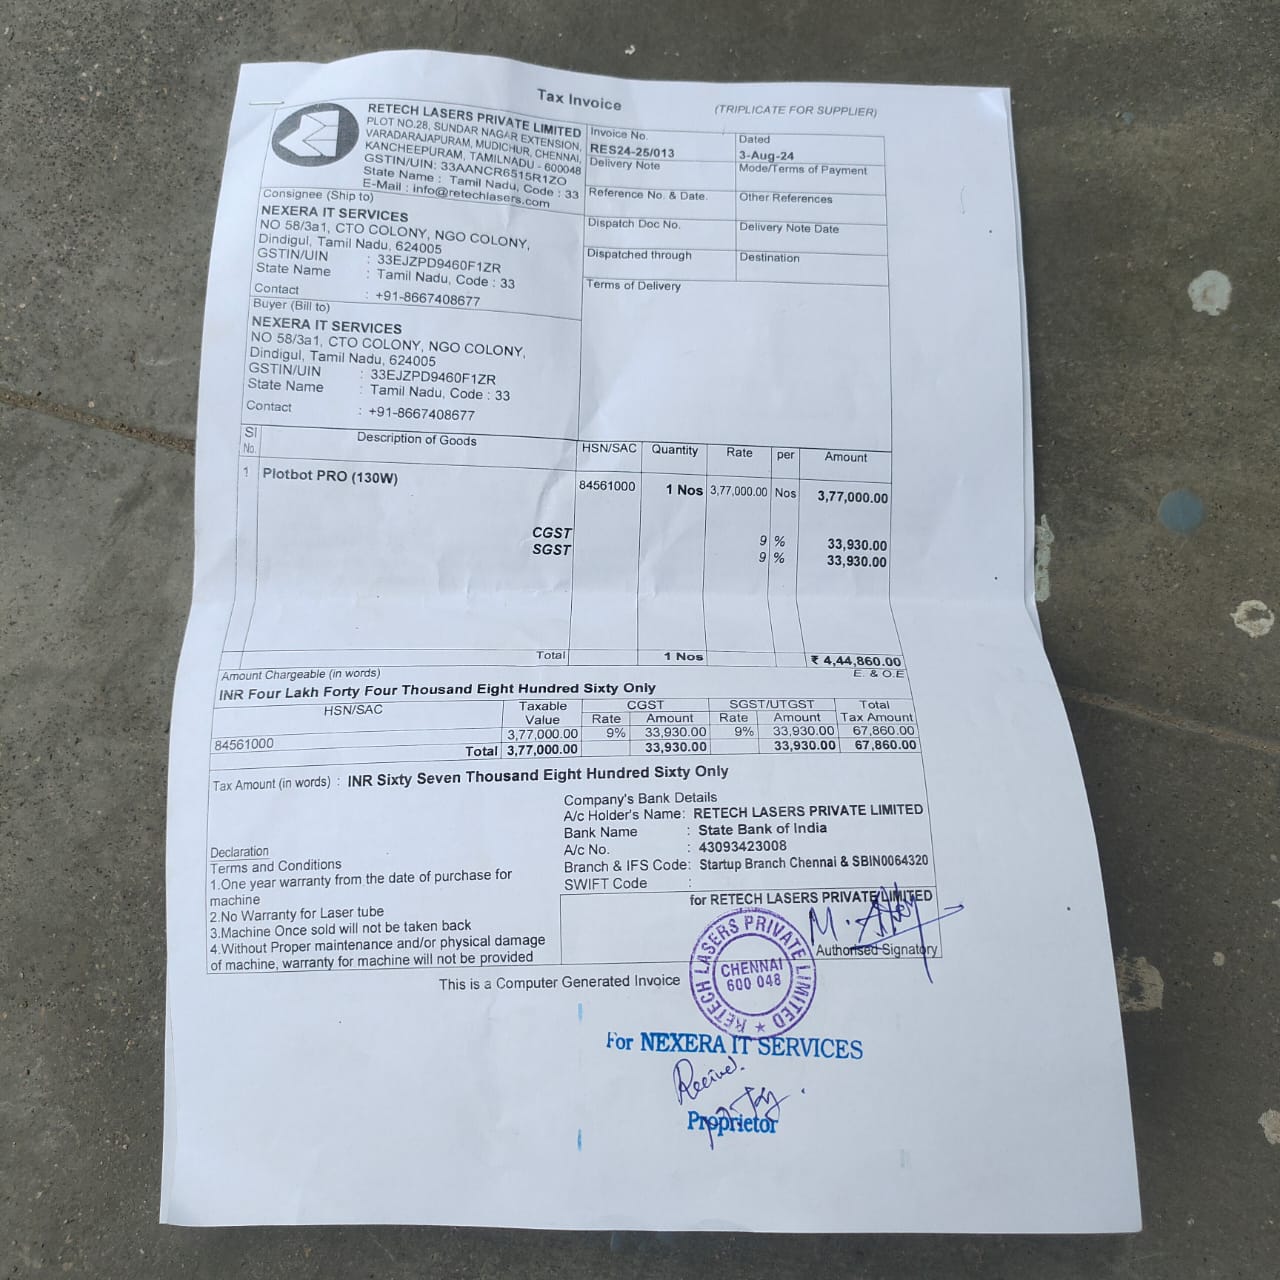 Tax Invoice
(TRIPLICATE FOR SUPPLIER)
RETECH LASERS PRIVATE LIMITED
PLOT NO.28, SUNDAR NAGAR EXTENSION,
VARADARAJAPURAM, MUDICHUR, CHENNAI,
KANCHEEPURAM, TAMILNADU - 600048
GSTIN/UIN: 33AANCR6515R1ZO
State Name : Tamil Nadu, Code : 33
E-Mail : info@retechlasers.com
Invoice No.
RES24-25/013
Dated
3-Aug-24
Delivery Note
Mode/Terms of Payment
Reference No. & Date.
Other References
Dispatch Doc No.
Delivery Note Date
Dispatched through
Destination
Terms of Delivery
Consignee (Ship to)
NEXERA IT SERVICES
NO 58/3a1, CTO COLONY, NGO COLONY,
Dindigul, Tamil Nadu, 624005
GSTIN/UIN : 33EJZPD9460F1ZR
State Name : Tamil Nadu, Code : 33
Contact : +91-8667408677
Buyer (Bill to)
NEXERA IT SERVICES
NO 58/3a1, CTO COLONY, NGO COLONY,
Dindigul, Tamil Nadu, 624005
GSTIN/UIN : 33EJZPD9460F1ZR
State Name : Tamil Nadu, Code : 33
Contact : +91-8667408677
Sl No. Description of Goods HSN/SAC Quantity Rate per Amount
1 Plotbot PRO (130W) 84561000 1 Nos 3,77,000.00 Nos 3,77,000.00
CGST 9 % 33,930.00
SGST 9 % 33,930.00
Total 1 Nos ₹ 4,44,860.00
Amount Chargeable (in words) E. & O.E
INR Four Lakh Forty Four Thousand Eight Hundred Sixty Only
HSN/SAC Taxable Value CGST SGST/UTGST Total Tax Amount
Rate Amount Rate Amount
84561000 3,77,000.00 9% 33,930.00 9% 33,930.00 67,860.00
Total 3,77,000.00 33,930.00 33,930.00 67,860.00
Tax Amount (in words) : INR Sixty Seven Thousand Eight Hundred Sixty Only
Company's Bank Details
A/c Holder's Name: RETECH LASERS PRIVATE LIMITED
Bank Name : State Bank of India
A/c No. : 43093423008
Branch & IFS Code: Startup Branch Chennai & SBIN0064320
SWIFT Code :
Declaration
Terms and Conditions
1.One year warranty from the date of purchase for
machine
2.No Warranty for Laser tube
3.Machine Once sold will not be taken back
4.Without Proper maintenance and/or physical damage
of machine, warranty for machine will not be provided
for RETECH LASERS PRIVATE LIMITED
Authorised Signatory
This is a Computer Generated Invoice
RETECH LASERS PRIVATE LIMITED
CHENNAI
600 048
For NEXERA IT SERVICES
Proprietor